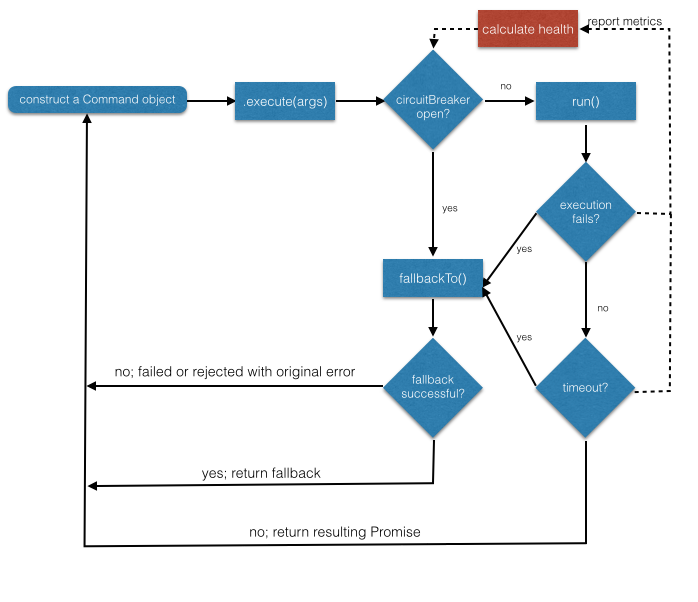 report metrics
calculate health
construct a Command object
.execute(args)
circuitBreaker
open?
no
run()
yes
execution
fails?
yes
fallbackTo()
no
yes
no; failed or rejected with original error
fallback
successful?
timeout?
yes; return fallback
no; return resulting Promise